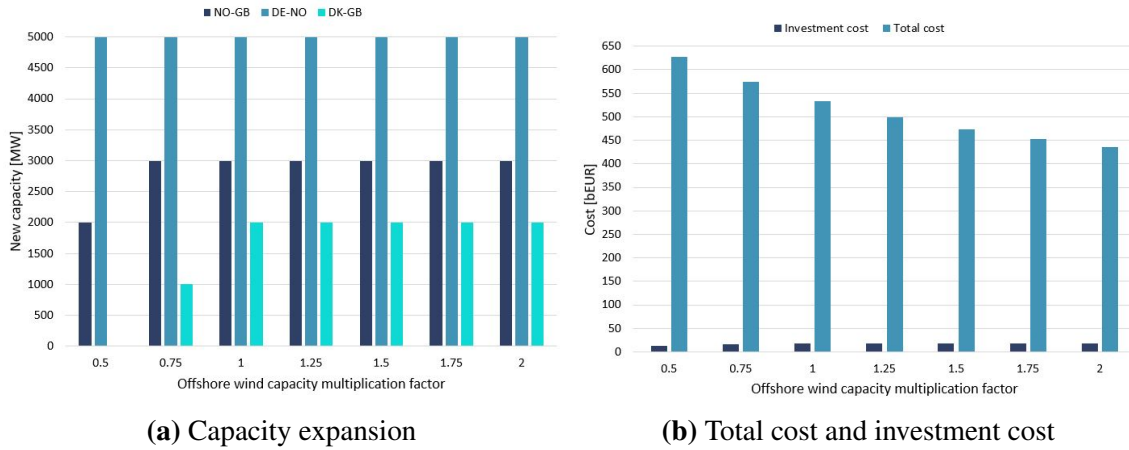 NO-GB DE-NO DK-GB
5000
4500
4000
3500
3000
2500
2000
1500
1000
500
0
New capacity [MW]
0.5 0.75 1 1.25 1.5 1.75 2
Offshore wind capacity multiplication factor
(a) Capacity expansion
Investment cost Total cost
650
600
550
500
450
400
350
300
250
200
150
100
50
0
Cost [bEUR]
0.5 0.75 1 1.25 1.5 1.75 2
Offshore wind capacity multiplication factor
(b) Total cost and investment cost